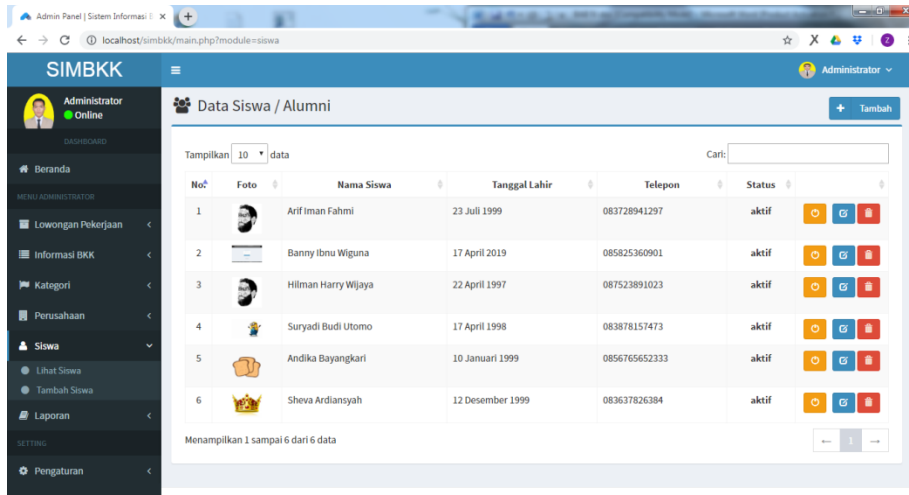 Admin Panel | Sistem Informasi B
localhost/simbkk/main.php?module=siswa
SIMBKK
Administrator
Administrator
Online
Data Siswa / Alumni
Tambah
DASHBOARD
Beranda
MENU ADMINISTRATOR
Lowongan Pekerjaan
Informasi BKK
Kategori
Perusahaan
Siswa
Lihat Siswa
Tambah Siswa
Laporan
SETTING
Pengaturan
Tampilkan 10 data
Cari:
No. Foto Nama Siswa Tanggal Lahir Telepon Status
1 Arif Iman Fahmi 23 Juli 1999 083728941297 aktif
2 Banny Ibnu Wiguna 17 April 2019 085825360901 aktif
3 Hilman Harry Wijaya 22 April 1997 087523891023 aktif
4 Suryadi Budi Utomo 17 April 1998 083878157473 aktif
5 Andika Bayangkari 10 Januari 1999 0856765652333 aktif
6 Sheva Ardiansyah 12 Desember 1999 083637826384 aktif
Menampilkan 1 sampai 6 dari 6 data
← 1 →